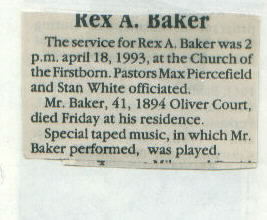 Rex A. Baker
The service for Rex A. Baker was 2
p.m. april 18, 1993, at the Church of
the Firstborn. Pastors Max Piercefield
and Stan White officiated.
Mr. Baker, 41, 1894 Oliver Court,
died Friday at his residence.
Special taped music, in which Mr.
Baker performed, was played.